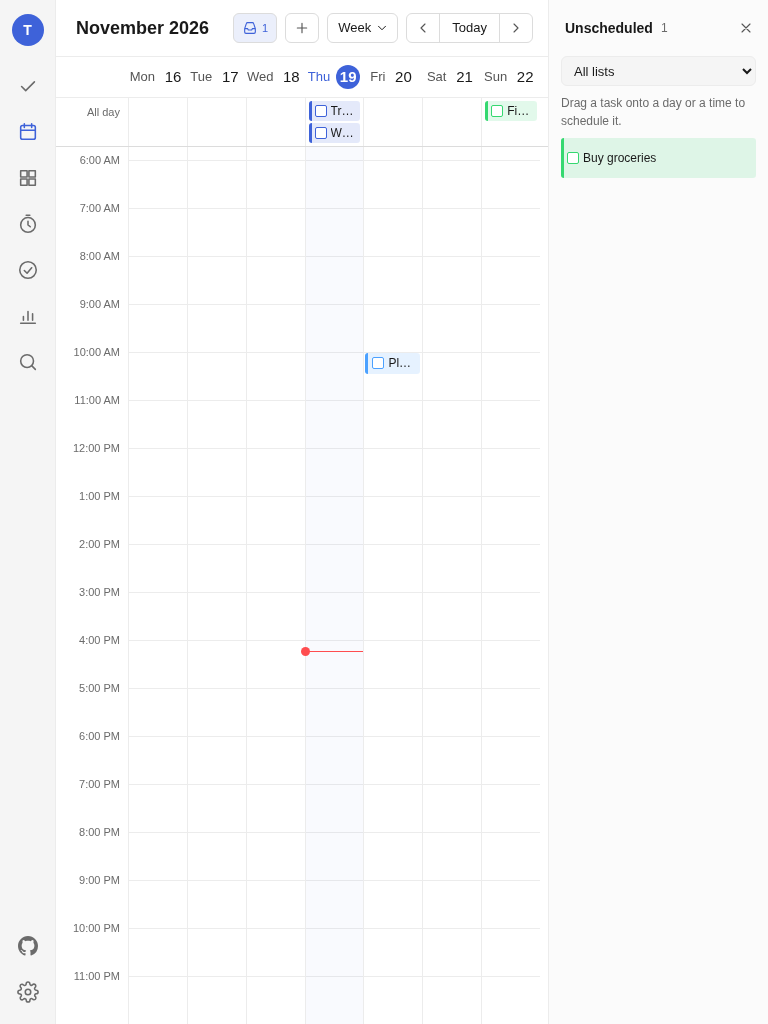 T
November 2026
1
Week
Today
Mon 16 Tue 17 Wed 18 Thu 19 Fri 20 Sat 21 Sun 22
All day
Tr…
Fi…
W…
6:00 AM
7:00 AM
8:00 AM
9:00 AM
10:00 AM
Pl…
11:00 AM
12:00 PM
1:00 PM
2:00 PM
3:00 PM
4:00 PM
5:00 PM
6:00 PM
7:00 PM
8:00 PM
9:00 PM
10:00 PM
11:00 PM
Unscheduled 1
All lists
Drag a task onto a day or a time to
schedule it.
Buy groceries